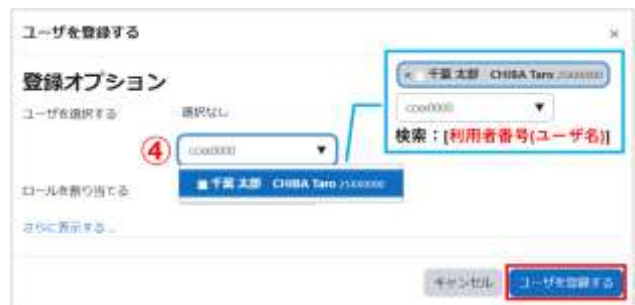 ユーザを登録する
×
登録オプション
ユーザを選択する
選択なし
④
▼
千葉 太郎 CHIBA Taro
× 千葉 太郎 CHIBA Taro
▼
検索：[利用者番号(ユーザ名)]
ロールを割り当てる
さらに表示する ...
キャンセル
ユーザを登録する